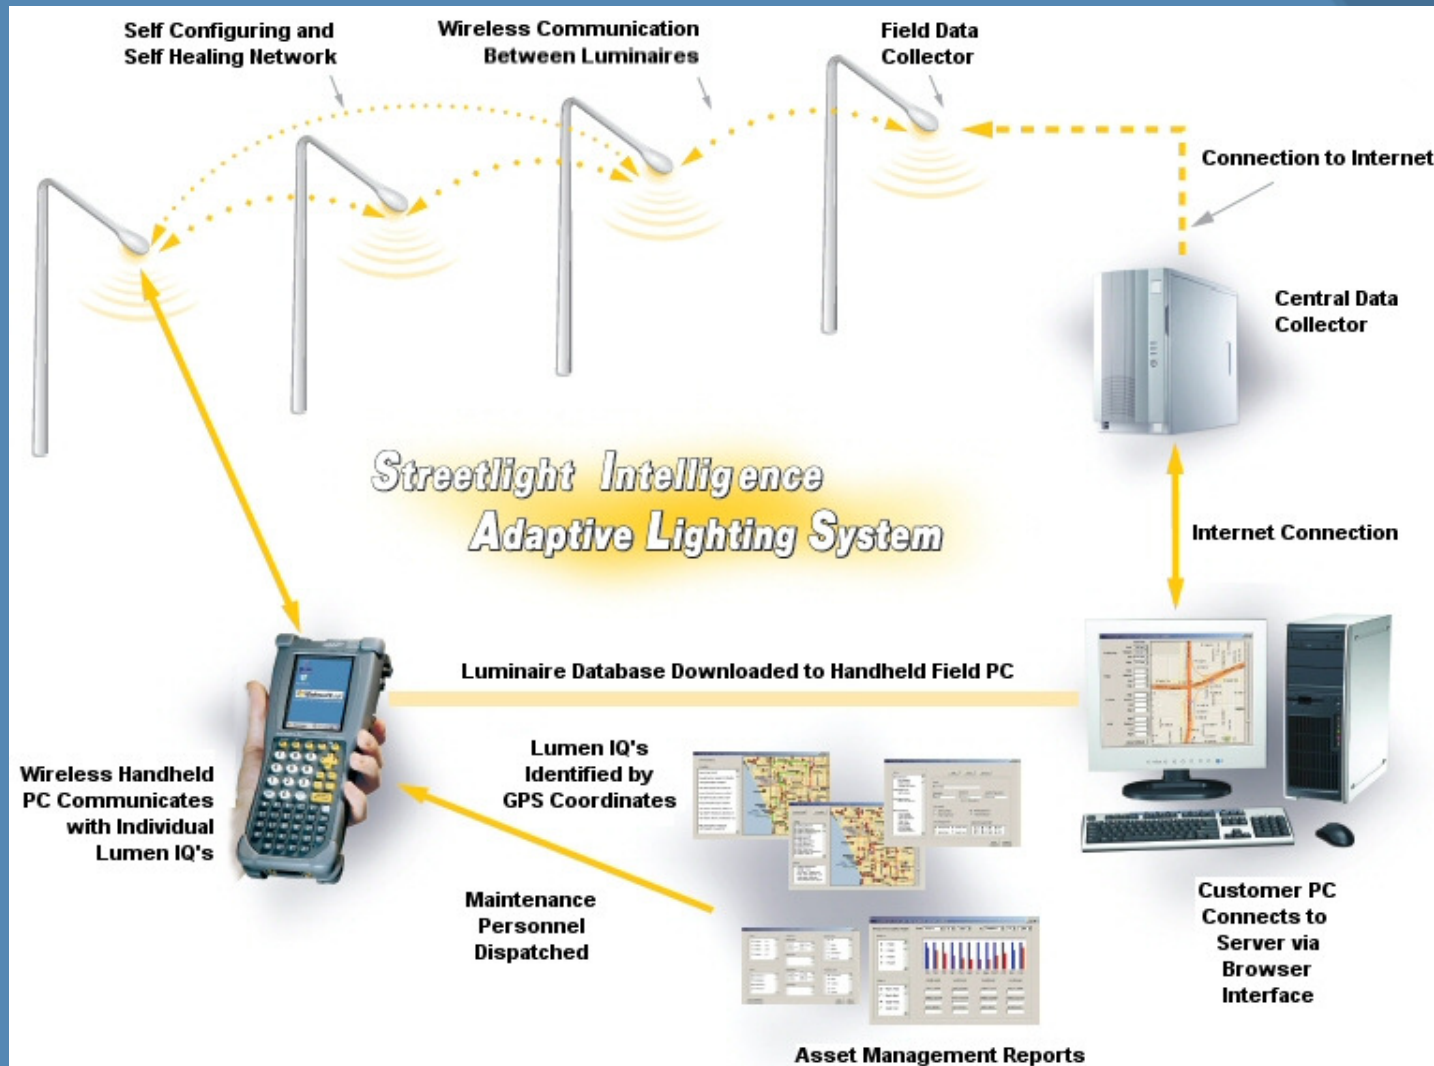 Self Configuring and
Self Healing Network
Wireless Communication
Between Luminaires
Field Data
Collector
Connection to Internet
Central Data
Collector
Streetlight Intelligence
Adaptive Lighting System
Internet Connection
Luminaire Database Downloaded to Handheld Field PC
Lumen IQ's
Identified by
GPS Coordinates
Wireless Handheld
PC Communicates
with Individual
Lumen IQ's
Maintenance
Personnel
Dispatched
Customer PC
Connects to
Server via
Browser
Interface
Asset Management Reports